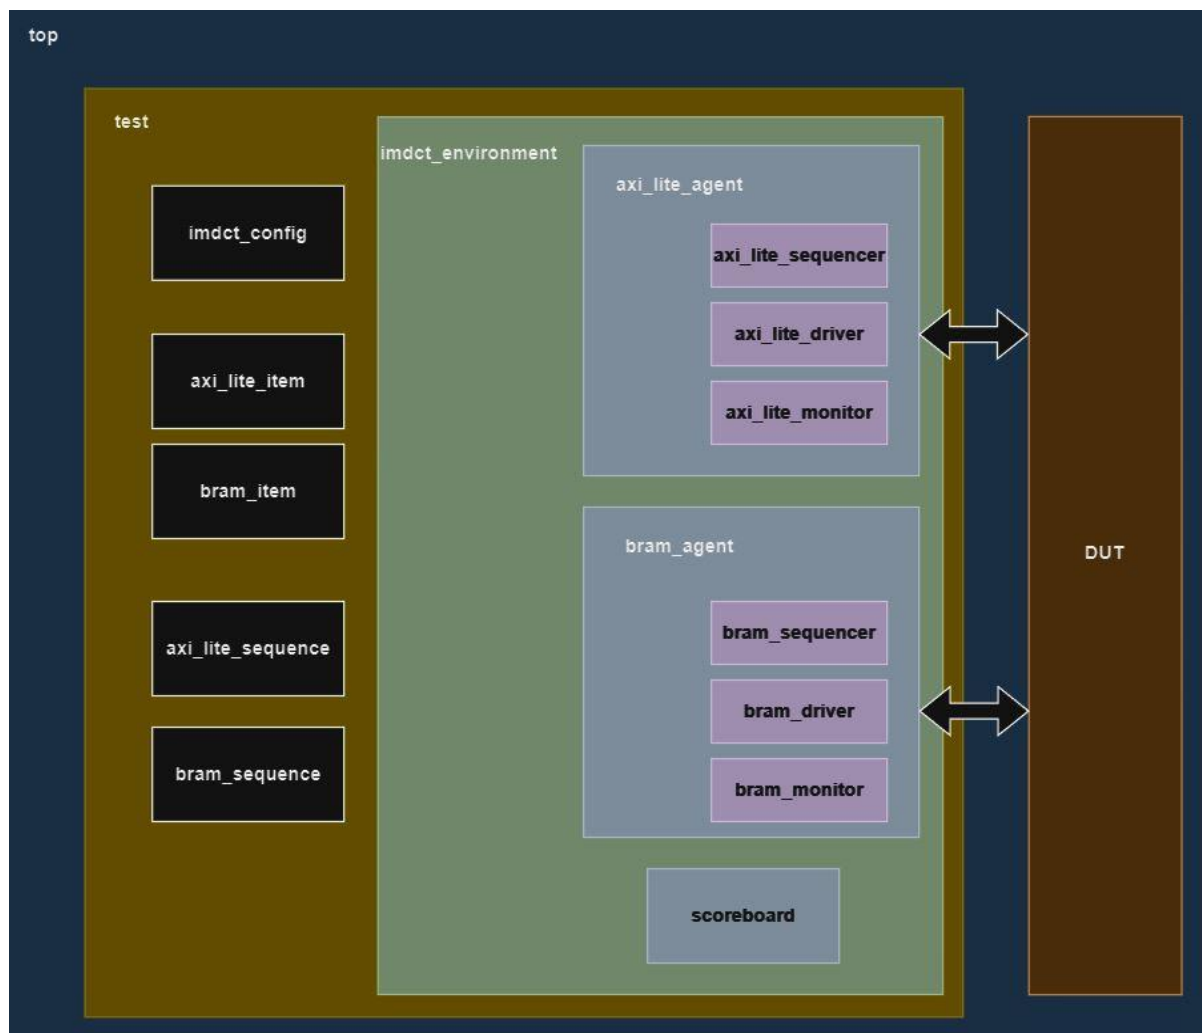 top
test
imdct_environment
imdct_config
axi_lite_item
bram_item
axi_lite_sequence
bram_sequence
axi_lite_agent
axi_lite_sequencer
axi_lite_driver
axi_lite_monitor
bram_agent
bram_sequencer
bram_driver
bram_monitor
scoreboard
DUT